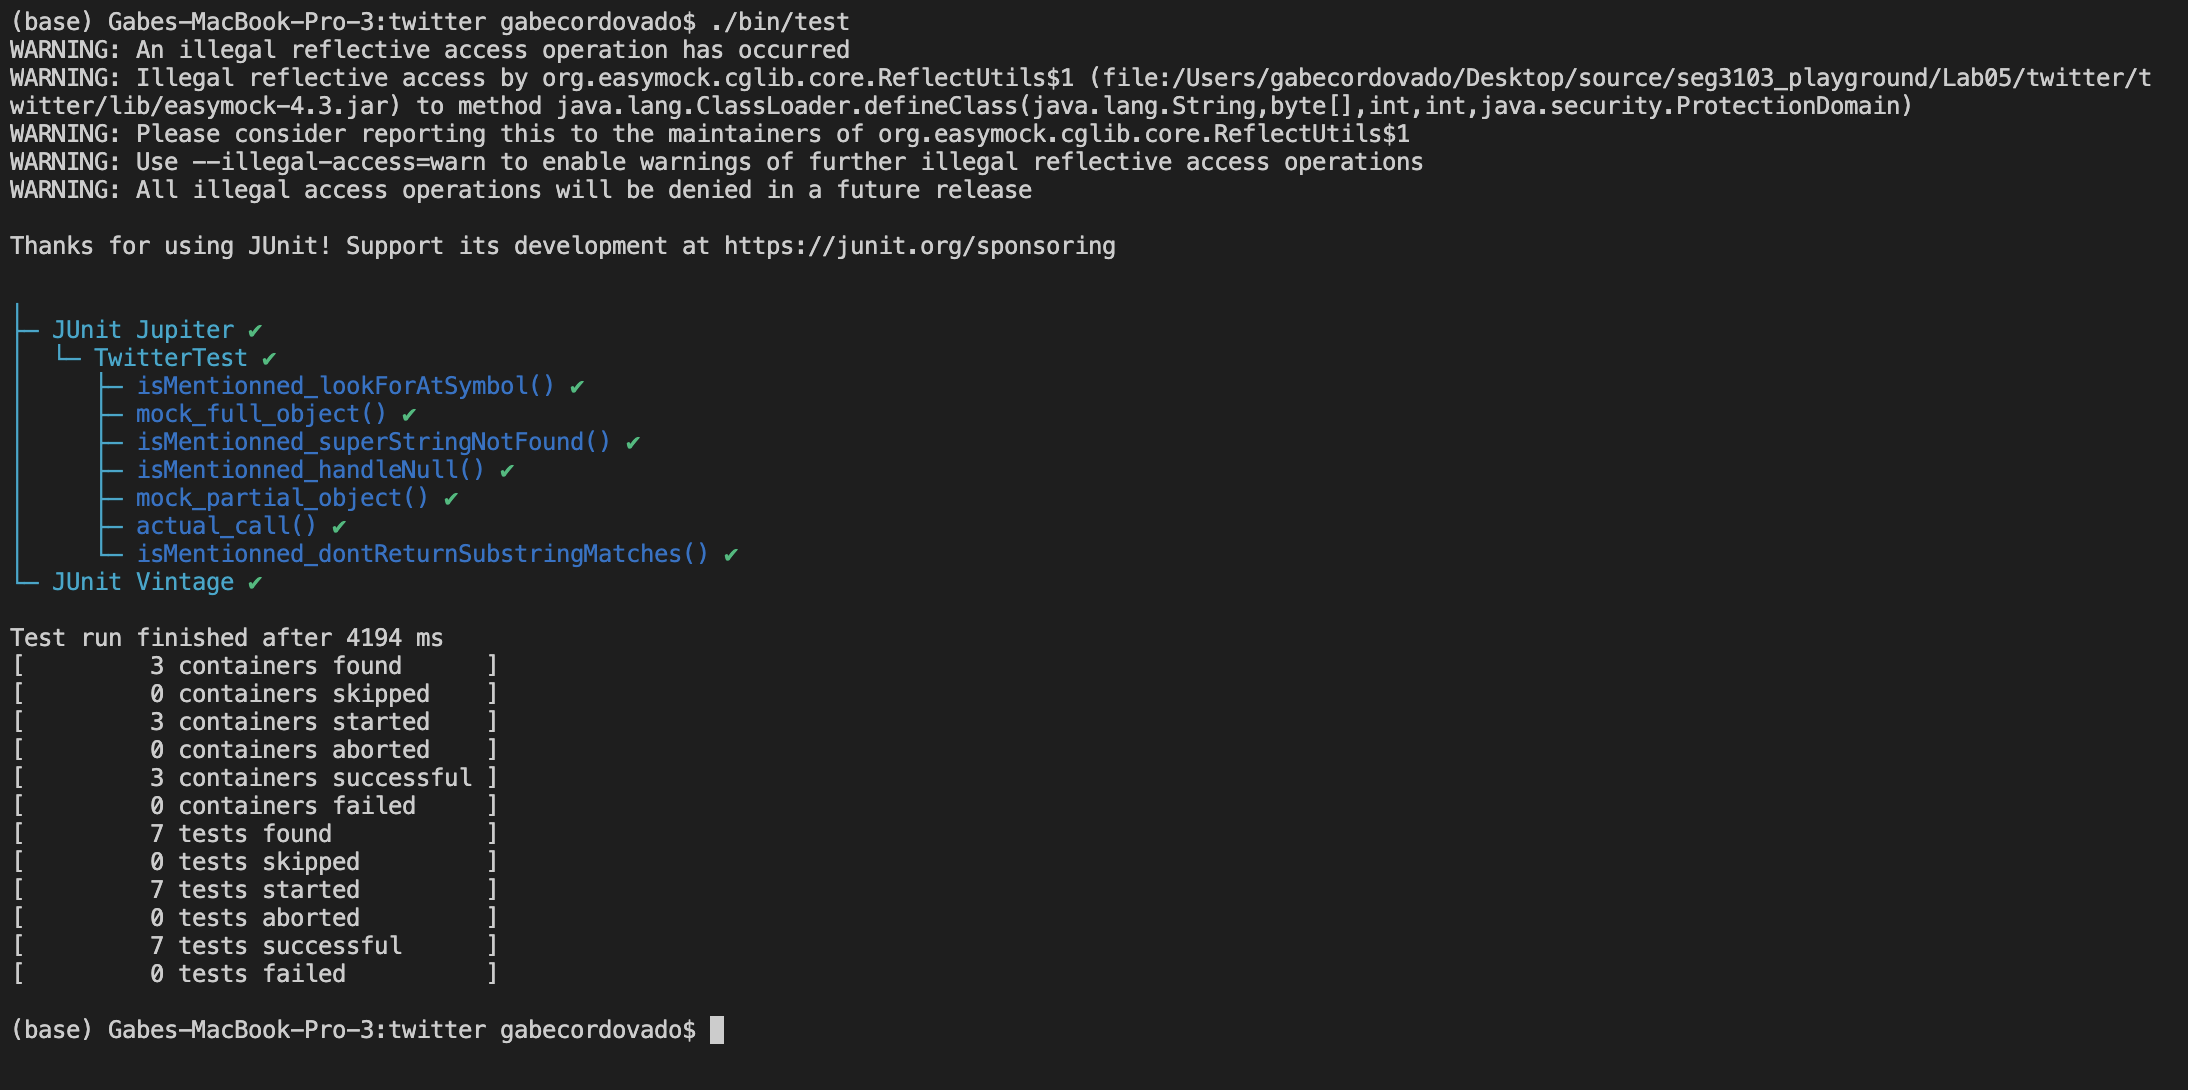 (base) Gabes-MacBook-Pro-3:twitter gabecordovado$ ./bin/test
WARNING: An illegal reflective access operation has occurred
WARNING: Illegal reflective access by org.easymock.cglib.core.ReflectUtils$1 (file:/Users/gabecordovado/Desktop/source/seg3103_playground/Lab05/twitter/t
witter/lib/easymock-4.3.jar) to method java.lang.ClassLoader.defineClass(java.lang.String,byte[],int,int,java.security.ProtectionDomain)
WARNING: Please consider reporting this to the maintainers of org.easymock.cglib.core.ReflectUtils$1
WARNING: Use --illegal-access=warn to enable warnings of further illegal reflective access operations
WARNING: All illegal access operations will be denied in a future release

Thanks for using JUnit! Support its development at https://junit.org/sponsoring

╷
├─ JUnit Jupiter ✔
│  └─ TwitterTest ✔
│     ├─ isMentionned_lookForAtSymbol() ✔
│     ├─ mock_full_object() ✔
│     ├─ isMentionned_superStringNotFound() ✔
│     ├─ isMentionned_handleNull() ✔
│     ├─ mock_partial_object() ✔
│     ├─ actual_call() ✔
│     └─ isMentionned_dontReturnSubstringMatches() ✔
└─ JUnit Vintage ✔

Test run finished after 4194 ms
[         3 containers found      ]
[         0 containers skipped    ]
[         3 containers started    ]
[         0 containers aborted    ]
[         3 containers successful ]
[         0 containers failed     ]
[         7 tests found           ]
[         0 tests skipped         ]
[         7 tests started         ]
[         0 tests aborted         ]
[         7 tests successful      ]
[         0 tests failed          ]

(base) Gabes-MacBook-Pro-3:twitter gabecordovado$